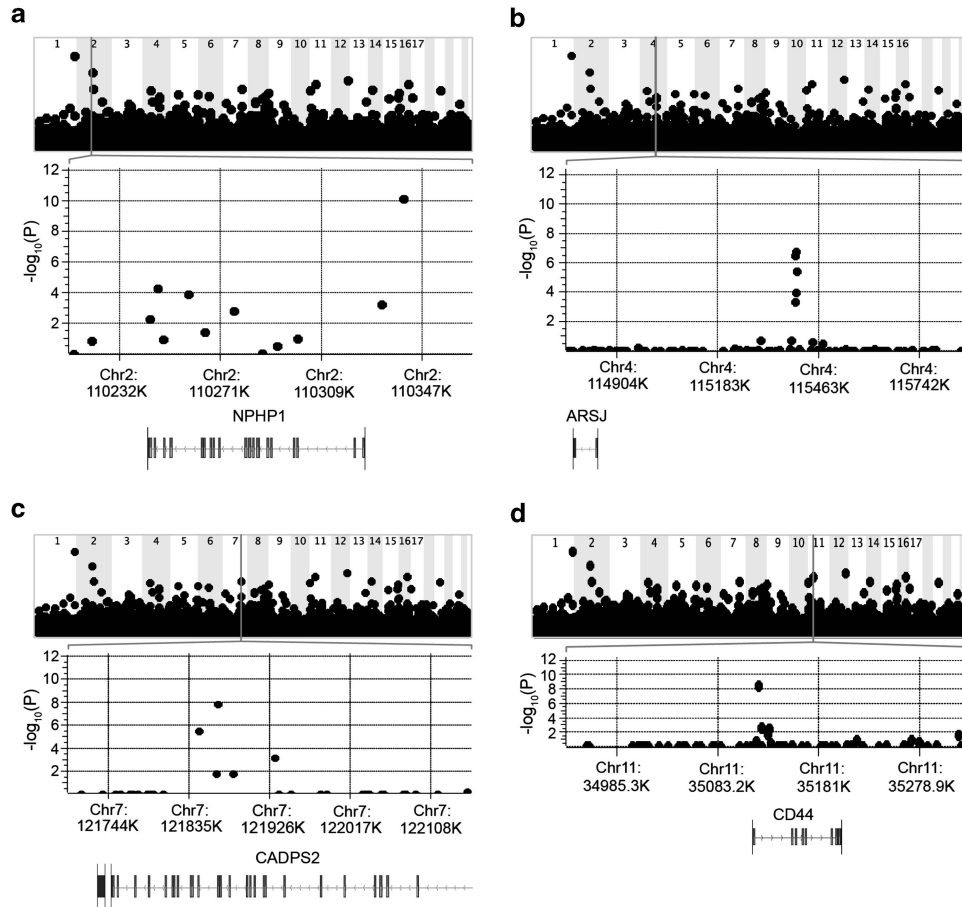 a
1 2 3 4 5 6 7 8 9 10 11 12 13 14 15 16 17
12
10
8
6
4
2
-log10(P)
Chr2: Chr2: Chr2: Chr2:
110232K 110271K 110309K 110347K
NPHP1
b
1 2 3 4 5 6 7 8 9 10 11 12 13 14 15 16
12
10
8
6
4
2
-log10(P)
Chr4: Chr4: Chr4: Chr4:
114904K 115183K 115463K 115742K
ARSJ
c
1 2 3 4 5 6 7 8 9 10 11 12 13 14 15 16 17
12
10
8
6
4
2
-log10(P)
Chr7: Chr7: Chr7: Chr7: Chr7:
121744K 121835K 121926K 122017K 122108K
CADPS2
d
1 2 3 4 5 6 7 8 9 10 11 12 13 14 15 16 17
12
10
8
6
4
2
-log10(P)
Chr11: Chr11: Chr11: Chr11:
34985.3K 35083.2K 35181K 35278.9K
CD44